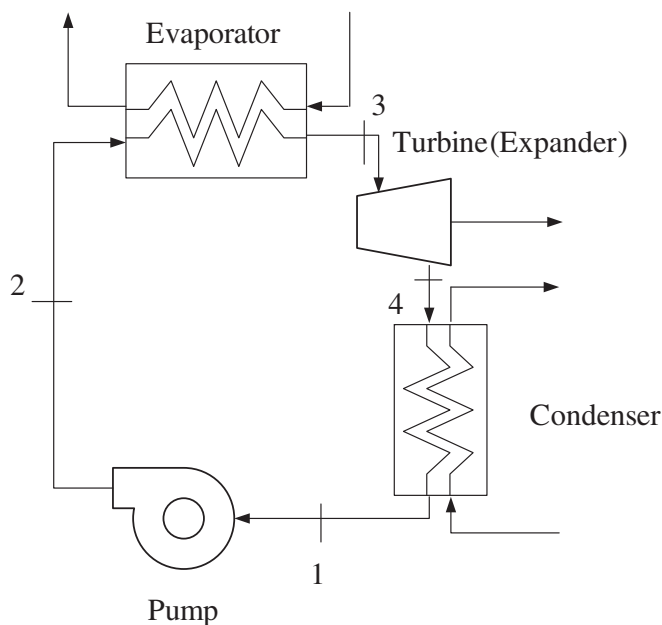 Evaporator
3
Turbine(Expander)
2
4
Condenser
1
Pump